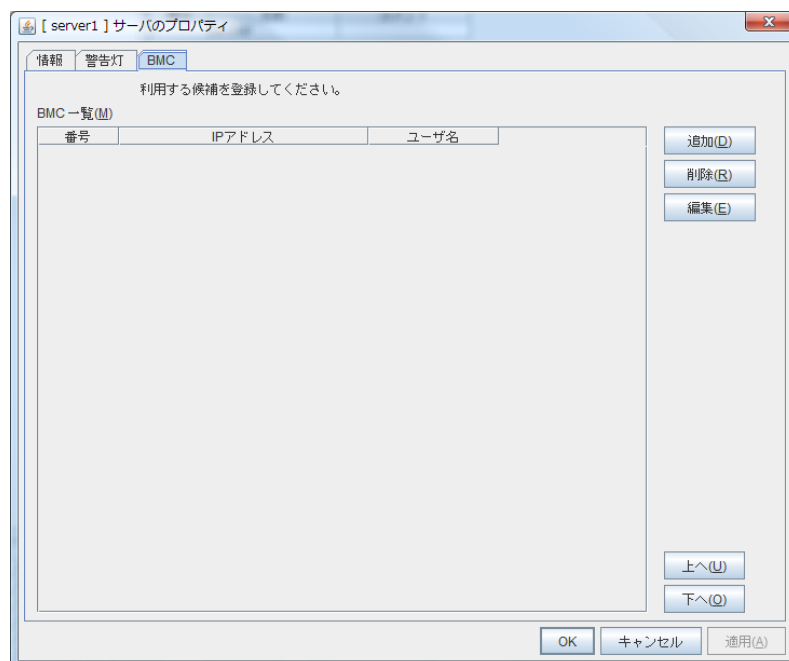 [ server1 ] サーバのプロパティ
情報 警告灯 BMC
利用する候補を登録してください。
BMC 一覧(M)
番号 IPアドレス ユーザ名
追加(D)
削除(R)
編集(E)
上へ(U)
下へ(O)
OK キャンセル 適用(A)